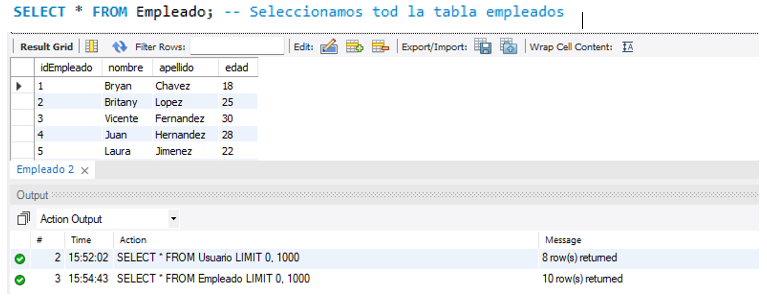 SELECT * FROM Empleado; -- Seleccionamos tod la tabla empleados
Result Grid Filter Rows: Edit: Export/Import: Wrap Cell Content:
idEmpleado nombre apellido edad
1 Bryan Chavez 18
2 Britany Lopez 25
3 Vicente Fernandez 30
4 Juan Hernandez 28
5 Laura Jimenez 22
Empleado 2
Output
Action Output
# Time Action Message
2 15:52:02 SELECT * FROM Usuario LIMIT 0, 1000 8 row(s) returned
3 15:54:43 SELECT * FROM Empleado LIMIT 0, 1000 10 row(s) returned